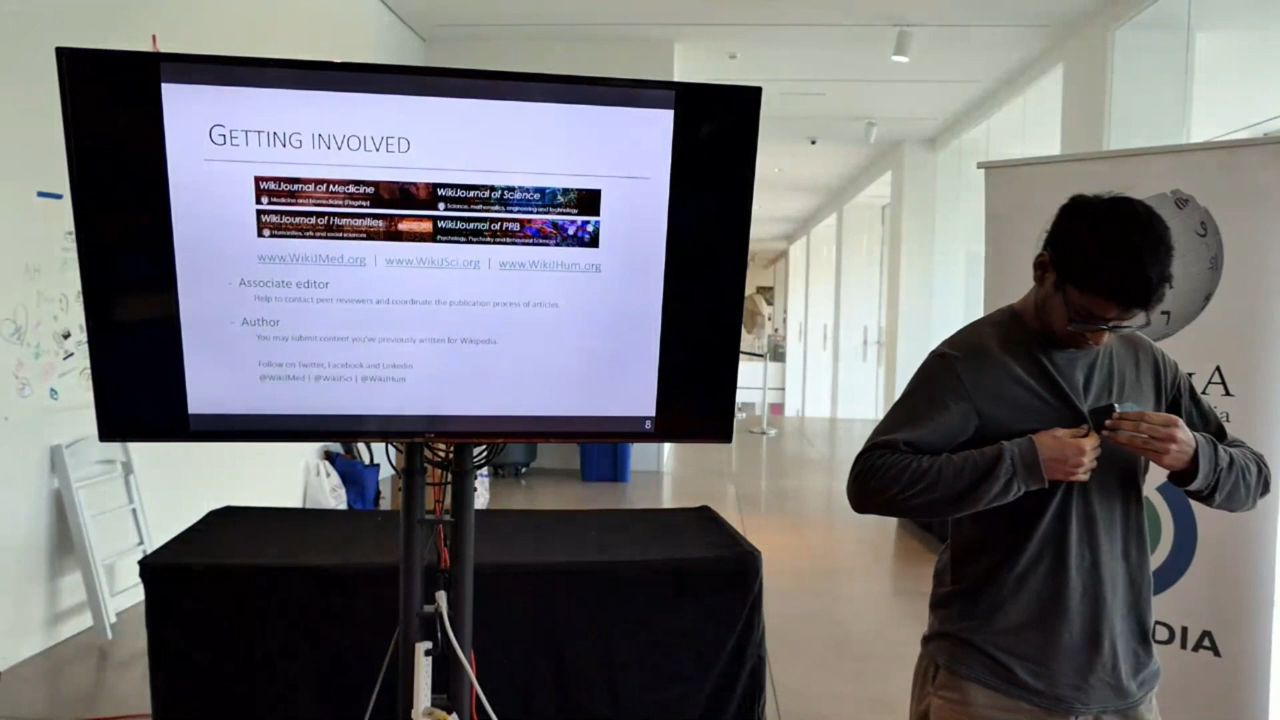 GETTING INVOLVED
WikiJournal of Medicine
Medicine and biomedicine (Flagship)
WikiJournal of Science
Science, mathematics, engineering and technology
WikiJournal of Humanities
Humanities, arts and social sciences
WikiJournal of PPB
Psychology, Psychiatry and Behavioral Sciences
www.WikiJMed.org | www.WikiJSci.org | www.WikiJHum.org
- Associate editor
Help to contact peer reviewers and coordinate the publication process of articles.
- Author
You may submit content you've previously written for Wikipedia.
Follow on Twitter, Facebook and Linkedin
@WikiJMed | @WikiJSci | @WikiJHum
8
IA
ia
DIA